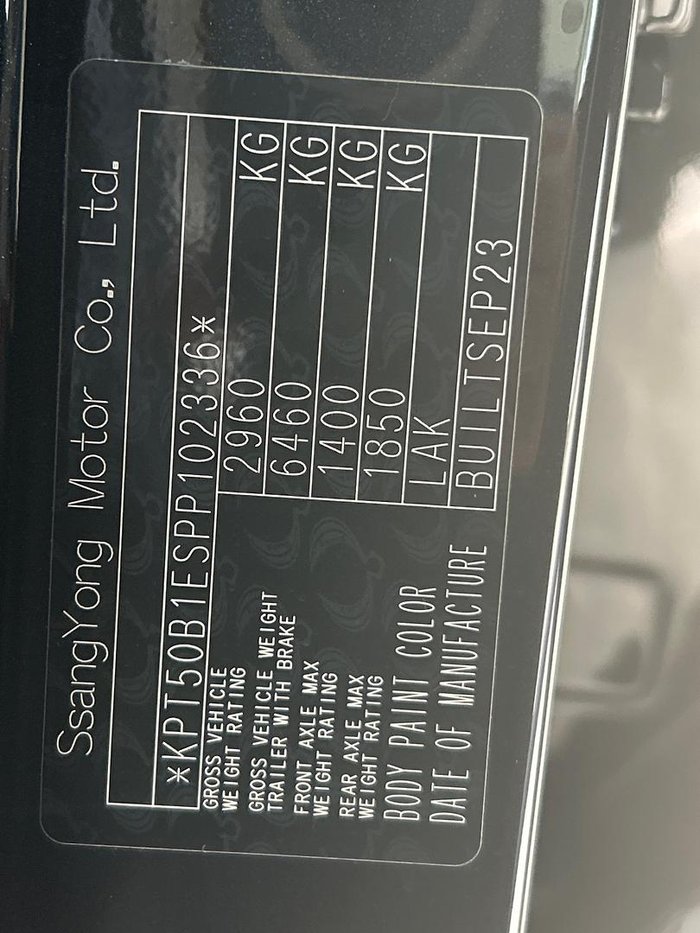 SsangYong Motor Co., Ltd.
*KPT50B1ESPP102336*
GROSS VEHICLE
WEIGHT RATING 2960 KG
GROSS VEHICLE WEIGHT
TRAILER WITH BRAKE 6460 KG
FRONT AXLE MAX
WEIGHT RATING 1400 KG
REAR AXLE MAX
WEIGHT RATING 1850 KG
BODY PAINT COLOR LAK
DATE OF MANUFACTURE BUILTSEP23